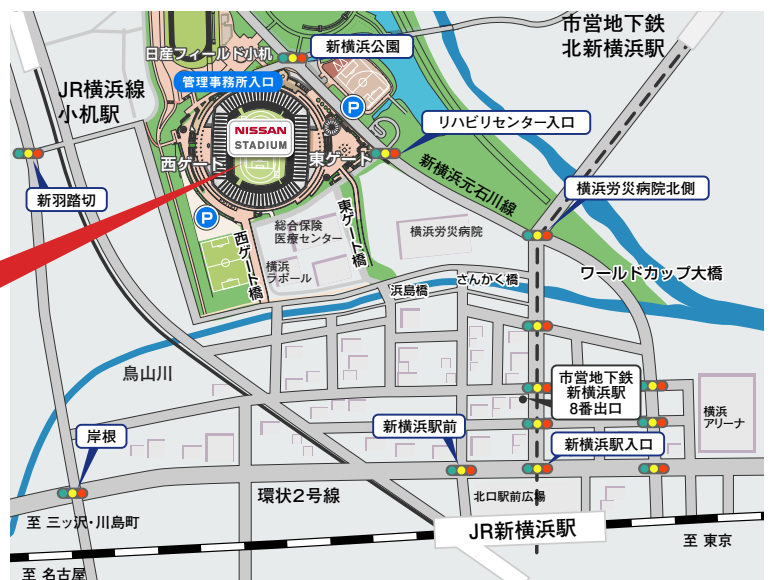 市営地下鉄
北新横浜駅
新横浜公園
日産フィールド小机
管理事務所入口
JR横浜線
小机駅
P
リハビリセンター入口
NISSAN
STADIUM
西ゲート
東ゲート
新横浜元石川線
横浜労災病院北側
新羽踏切
P
総合保険
医療センター
東ゲート橋
横浜労災病院
西ゲート橋
横浜
ラポール
さんかく橋
浜島橋
ワールドカップ大橋
鳥山川
市営地下鉄
新横浜駅
8番出口
横浜
アリーナ
岸根
新横浜駅前
新横浜駅入口
環状2号線
北口駅前広場
至 三ッ沢・川島町
JR新横浜駅
至 東京
至 名古屋